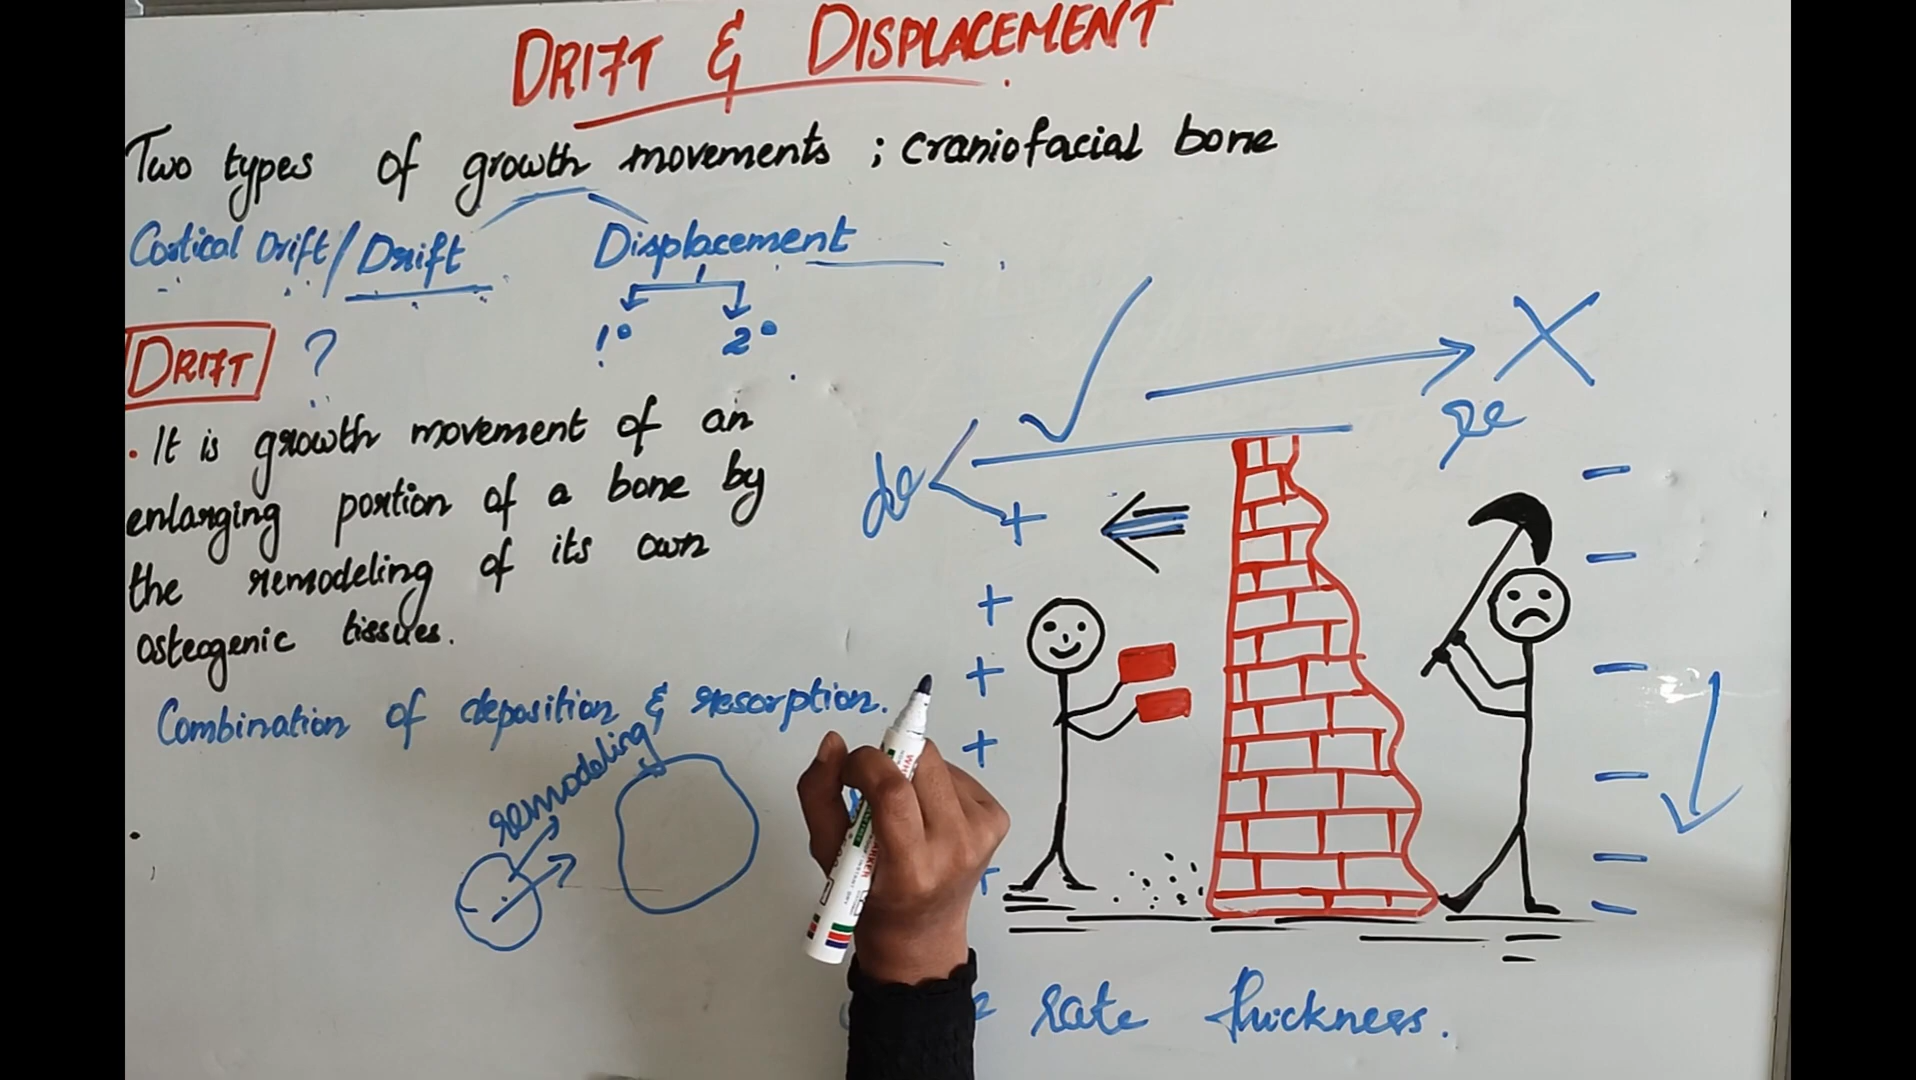 DRIFT & DISPLACEMENT
Two types of growth movements ; craniofacial bone
Cortical Drift / Drift Displacement
1° 2°
DRIFT ?
. It is growth movement of an
enlarging portion of a bone by
the remodeling of its own
osteogenic tissues.
Combination of deposition & resorption.
remodeling
de
re
+
+
+
+
-
-
-
-
-
-
rate thickness.